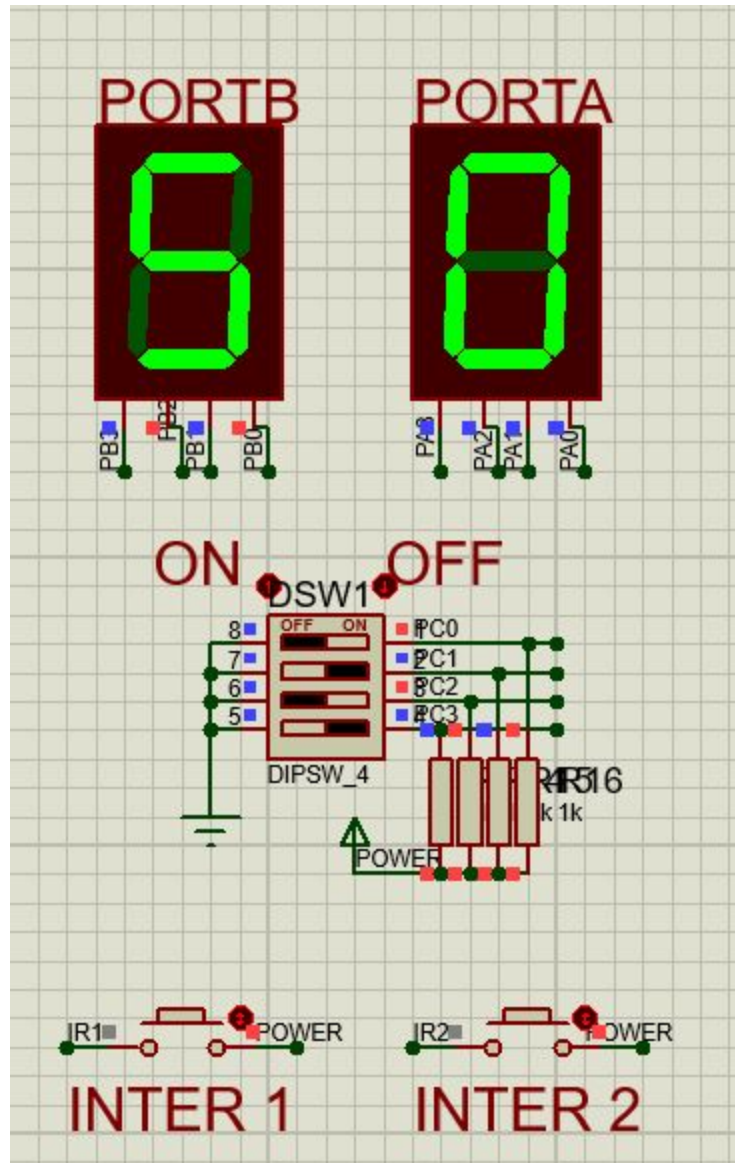 PORTB PORTA
PB3 PB2 PB1 PB0 PA3 PA2 PA1 PA0
ON OFF
DSW1
OFF ON
8 PC0
7 PC1
6 PC2
5 PC3
DIPSW_4
k 1k
POWER
IR1 POWER IR2 POWER
INTER 1 INTER 2